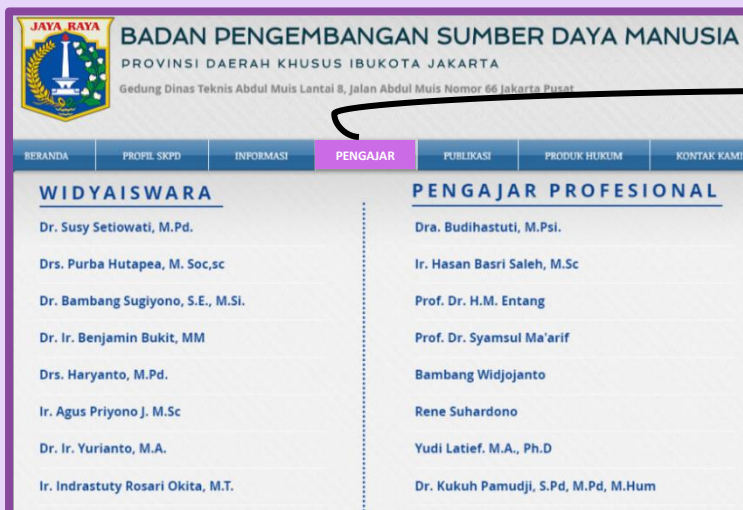 JAYA RAYA
BADAN PENGEMBANGAN SUMBER DAYA MANUSIA
PROVINSI DAERAH KHUSUS IBUKOTA JAKARTA
Gedung Dinas Teknis Abdul Muis Lantai 8, Jalan Abdul Muis Nomor 66 Jakarta Pusat
BERANDA PROFIL SKPD INFORMASI PENGAJAR PUBLIKASI PRODUK HUKUM KONTAK KAMI
WIDYAISWARA
Dr. Susy Setiowati, M.Pd.
Drs. Purba Hutapea, M. Soc,sc
Dr. Bambang Sugiyono, S.E., M.Si.
Dr. Ir. Benjamin Bukit, MM
Drs. Haryanto, M.Pd.
Ir. Agus Priyono J. M.Sc
Dr. Ir. Yurianto, M.A.
Ir. Indrastuty Rosari Okita, M.T.
PENGAJAR PROFESIONAL
Dra. Budihastuti, M.Psi.
Ir. Hasan Basri Saleh, M.Sc
Prof. Dr. H.M. Entang
Prof. Dr. Syamsul Ma'arif
Bambang Widjojanto
Rene Suhardono
Yudi Latief. M.A., Ph.D
Dr. Kukuh Pamudji, S.Pd, M.Pd, M.Hum